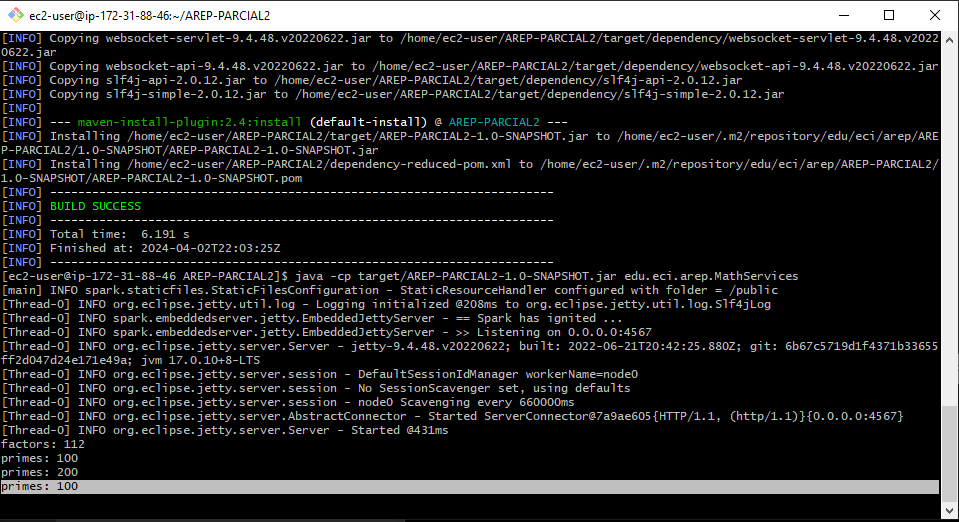 ec2-user@ip-172-31-88-46:~/AREP-PARCIAL2
[INFO] Copying websocket-servlet-9.4.48.v20220622.jar to /home/ec2-user/AREP-PARCIAL2/target/dependency/websocket-servlet-9.4.48.v2022
0622.jar
[INFO] Copying websocket-api-9.4.48.v20220622.jar to /home/ec2-user/AREP-PARCIAL2/target/dependency/websocket-api-9.4.48.v20220622.jar
[INFO] Copying slf4j-api-2.0.12.jar to /home/ec2-user/AREP-PARCIAL2/target/dependency/slf4j-api-2.0.12.jar
[INFO] Copying slf4j-simple-2.0.12.jar to /home/ec2-user/AREP-PARCIAL2/target/dependency/slf4j-simple-2.0.12.jar
[INFO]
[INFO] --- maven-install-plugin:2.4:install (default-install) @ AREP-PARCIAL2 ---
[INFO] Installing /home/ec2-user/AREP-PARCIAL2/target/AREP-PARCIAL2-1.0-SNAPSHOT.jar to /home/ec2-user/.m2/repository/edu/eci/arep/ARE
P-PARCIAL2/1.0-SNAPSHOT/AREP-PARCIAL2-1.0-SNAPSHOT.jar
[INFO] Installing /home/ec2-user/AREP-PARCIAL2/dependency-reduced-pom.xml to /home/ec2-user/.m2/repository/edu/eci/arep/AREP-PARCIAL2/
1.0-SNAPSHOT/AREP-PARCIAL2-1.0-SNAPSHOT.pom
[INFO] ------------------------------------------------------------------------
[INFO] BUILD SUCCESS
[INFO] ------------------------------------------------------------------------
[INFO] Total time:  6.191 s
[INFO] Finished at: 2024-04-02T22:03:25Z
[INFO] ------------------------------------------------------------------------
[ec2-user@ip-172-31-88-46 AREP-PARCIAL2]$ java -cp target/AREP-PARCIAL2-1.0-SNAPSHOT.jar edu.eci.arep.MathServices
[main] INFO spark.staticfiles.StaticFilesConfiguration - StaticResourceHandler configured with folder = /public
[Thread-0] INFO org.eclipse.jetty.util.log - Logging initialized @208ms to org.eclipse.jetty.util.log.Slf4jLog
[Thread-0] INFO spark.embeddedserver.jetty.EmbeddedJettyServer - == Spark has ignited ...
[Thread-0] INFO spark.embeddedserver.jetty.EmbeddedJettyServer - >> Listening on 0.0.0.0:4567
[Thread-0] INFO org.eclipse.jetty.server.Server - jetty-9.4.48.v20220622; built: 2022-06-21T20:42:25.880Z; git: 6b67c5719d1f4371b33655
ff2d047d24e171e49a; jvm 17.0.10+8-LTS
[Thread-0] INFO org.eclipse.jetty.server.session - DefaultSessionIdManager workerName=node0
[Thread-0] INFO org.eclipse.jetty.server.session - No SessionScavenger set, using defaults
[Thread-0] INFO org.eclipse.jetty.server.session - node0 Scavenging every 660000ms
[Thread-0] INFO org.eclipse.jetty.server.AbstractConnector - Started ServerConnector@7a9ae605{HTTP/1.1, (http/1.1)}{0.0.0.0:4567}
[Thread-0] INFO org.eclipse.jetty.server.Server - Started @431ms
factors: 112
primes: 100
primes: 200
primes: 100